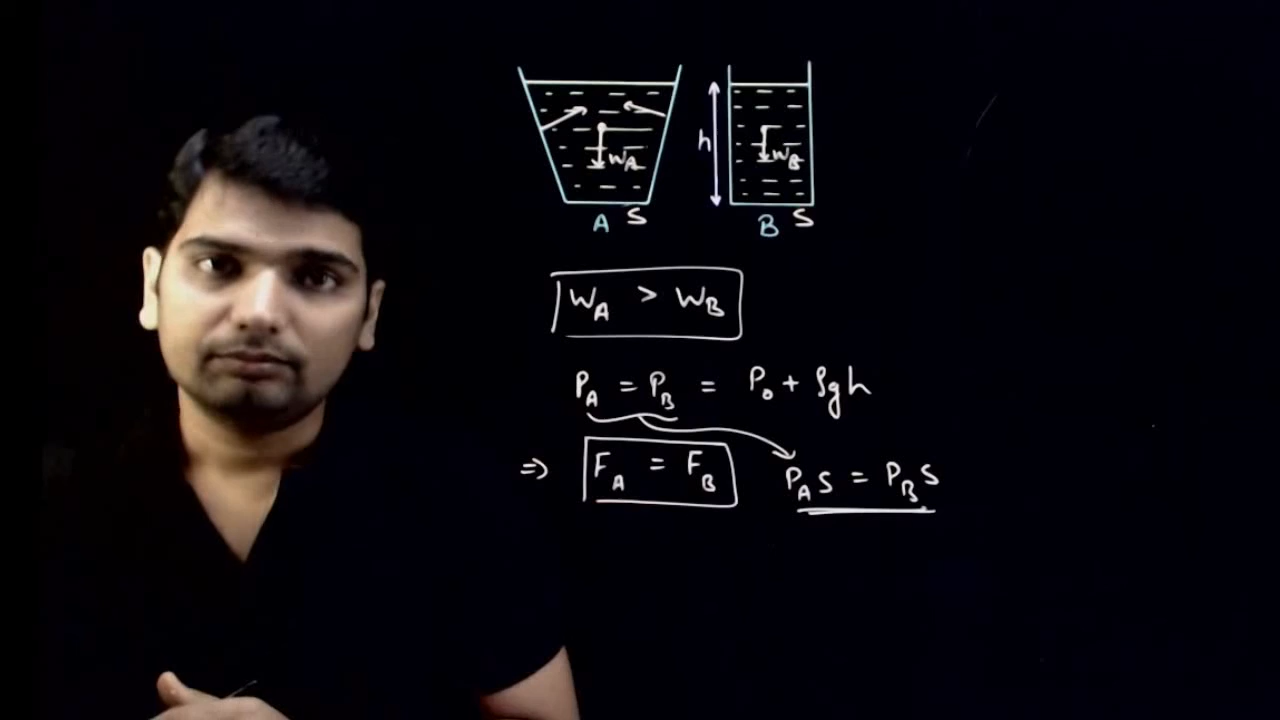 h
W_A
W_B
A S
B S
W_A > W_B
P_A = P_B = P_0 + ρgh
⇒ F_A = F_B
P_A S = P_B S